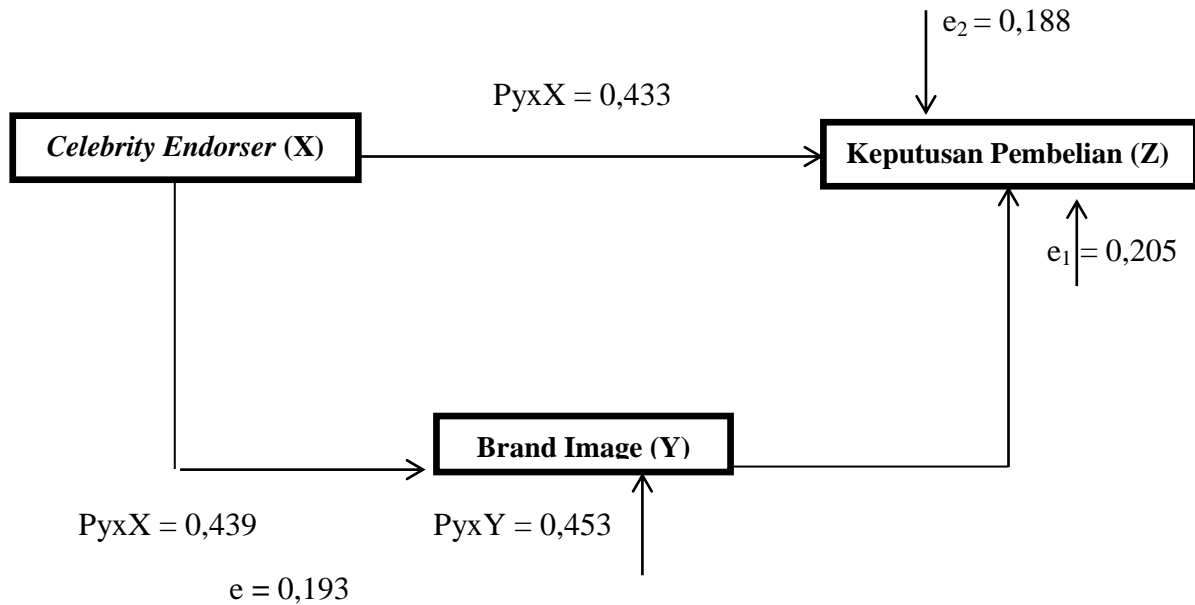 e₂ = 0,188
PyxX = 0,433
Celebrity Endorser (X)
Keputusan Pembelian (Z)
e₁ = 0,205
Brand Image (Y)
PyxX = 0,439
PyxY = 0,453
e = 0,193